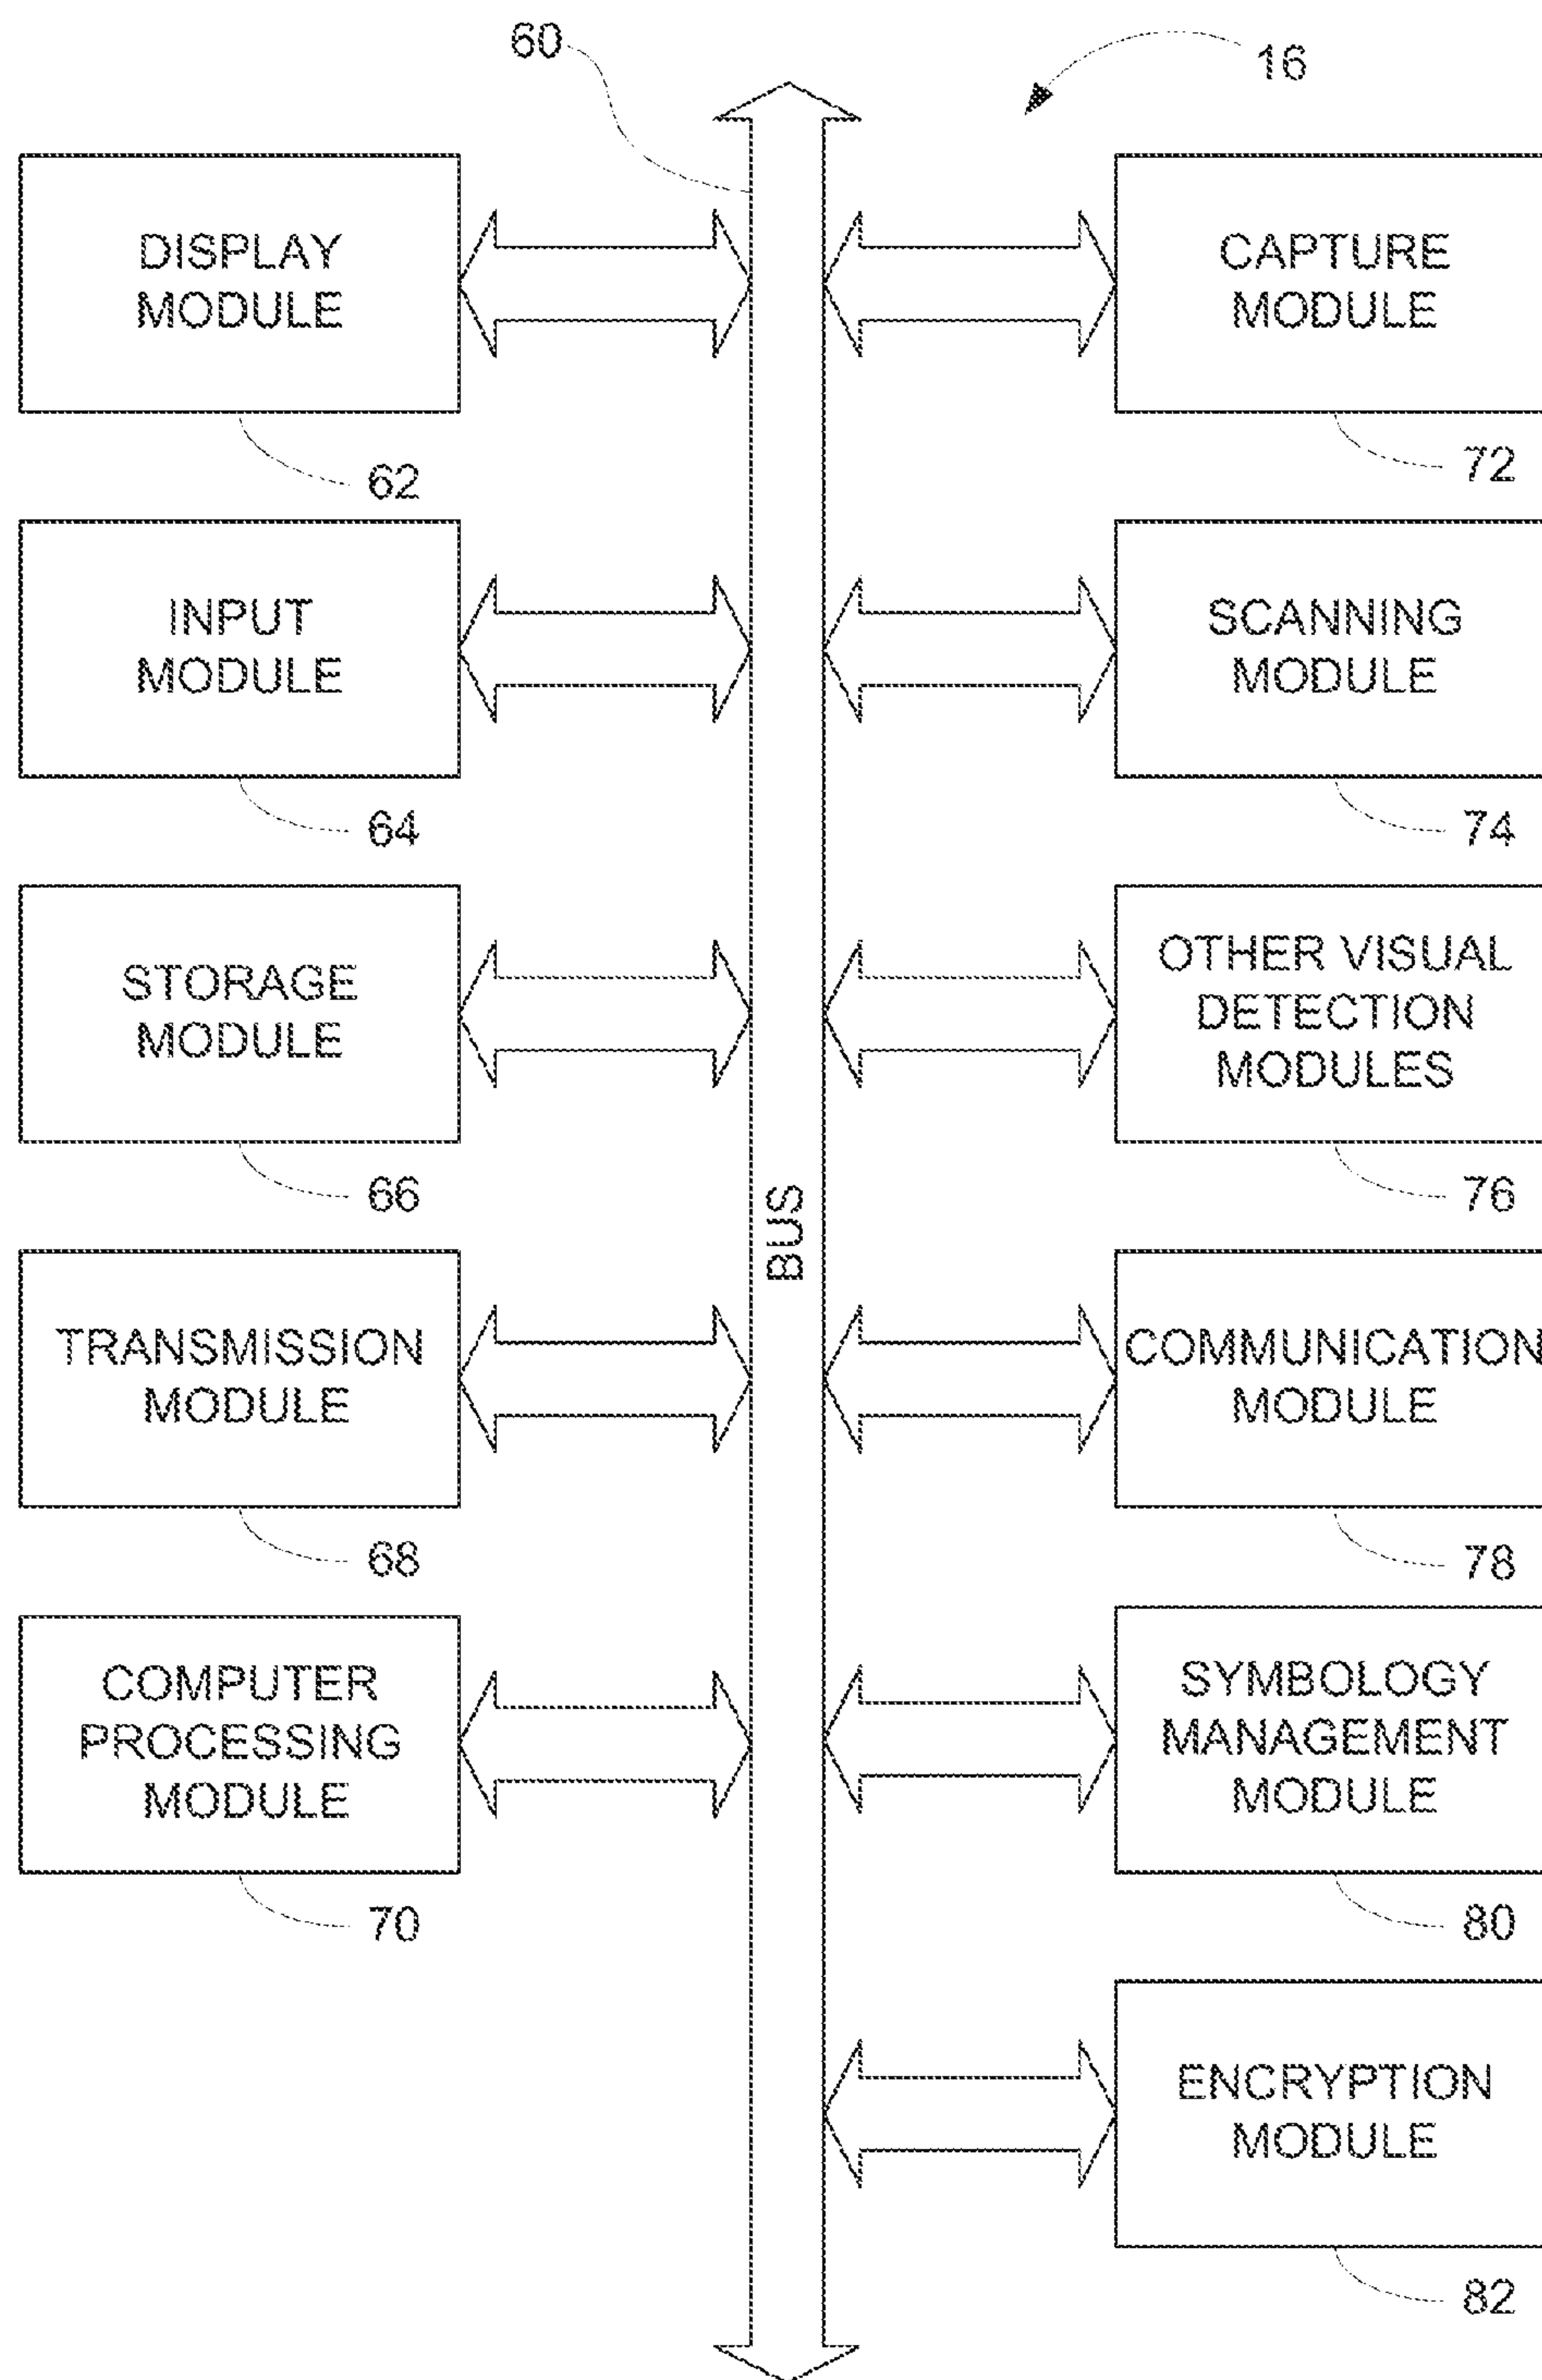 60
16
DISPLAY
MODULE
62
CAPTURE
MODULE
72
INPUT
MODULE
64
SCANNING
MODULE
74
STORAGE
MODULE
66
OTHER VISUAL
DETECTION
MODULES
76
BUS
TRANSMISSION
MODULE
68
COMMUNICATION
MODULE
78
COMPUTER
PROCESSING
MODULE
70
SYMBOLOGY
MANAGEMENT
MODULE
80
ENCRYPTION
MODULE
82